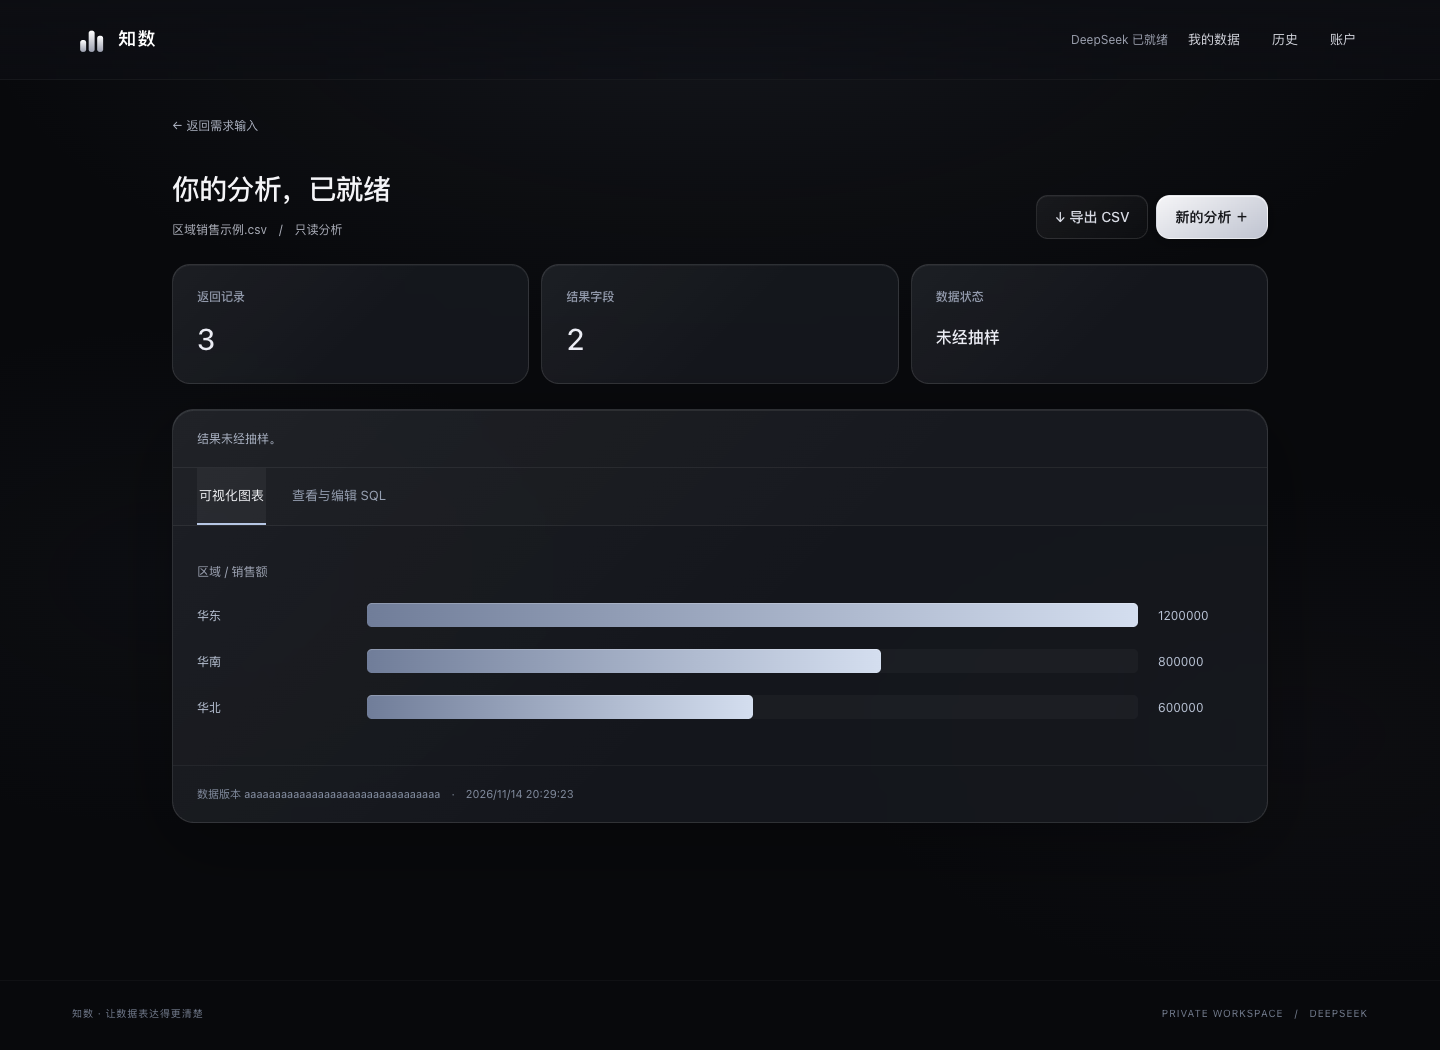 知数
DeepSeek 已就绪 我的数据 历史 账户
← 返回需求输入
你的分析，已就绪
区域销售示例.csv / 只读分析
↓ 导出 CSV 新的分析 +
返回记录
3
结果字段
2
数据状态
未经抽样
结果未经抽样。
可视化图表 查看与编辑 SQL
区域 / 销售额
华东 1200000
华南 800000
华北 600000
数据版本 aaaaaaaaaaaaaaaaaaaaaaaaaaaaaaaa · 2026/11/14 20:29:23
知数 · 让数据表达得更清楚
PRIVATE WORKSPACE / DEEPSEEK